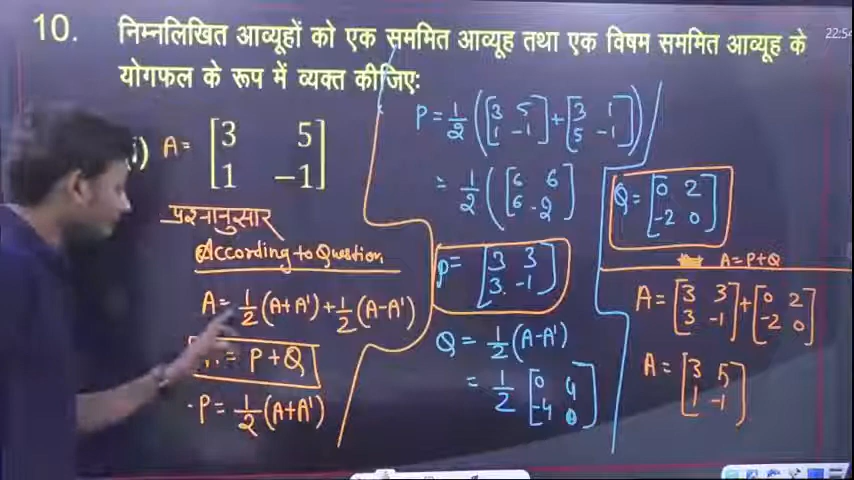 10. निम्नलिखित आव्यूहों को एक सममित आव्यूह तथा एक विषम सममित आव्यूह के
योगफल के रूप में व्यक्त कीजिए:
22:54
i) A= [3 5]
[1 −1]
प्रश्नानुसार
According to Question
A= 1/2 (A+A') + 1/2 (A-A')
= P + Q
P= 1/2 (A+A')
P= 1/2 ([3 5] + [3 1])
[1 -1] [5 -1]
= 1/2 ([6 6]
[6 -2]
P= [3 3]
[3 -1]
Q = 1/2 (A-A')
= 1/2 [0 4]
[-4 0]
Q= [0 2]
[-2 0]
A=P+Q
A= [3 3] + [0 2]
[3 -1] [-2 0]
A= [3 5]
[1 -1]